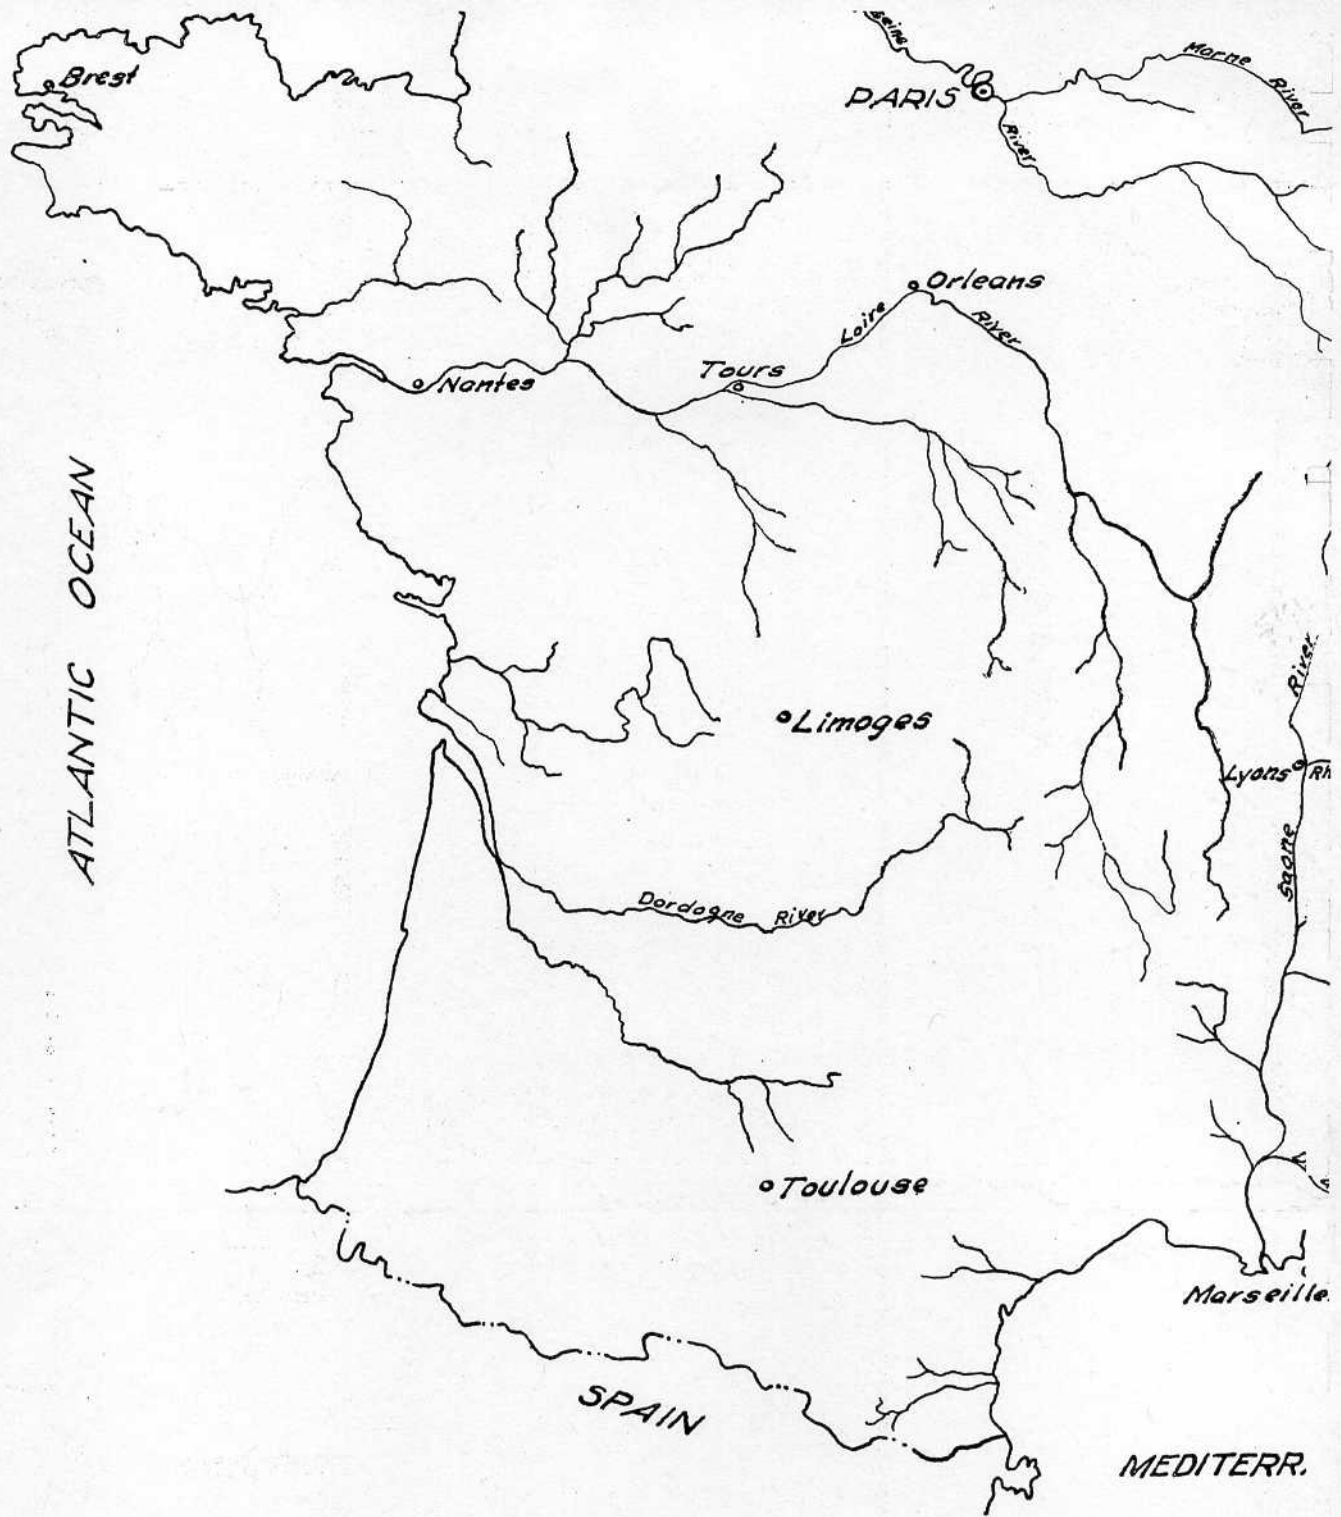 Seine
Marne River
Brest
PARIS
River
Orleans
Loire River
Tours
Nantes
ATLANTIC OCEAN
River
Limoges
Lyons
Rh
Saone
Dordogne River
Toulouse
Marseille
SPAIN
MEDITERR.